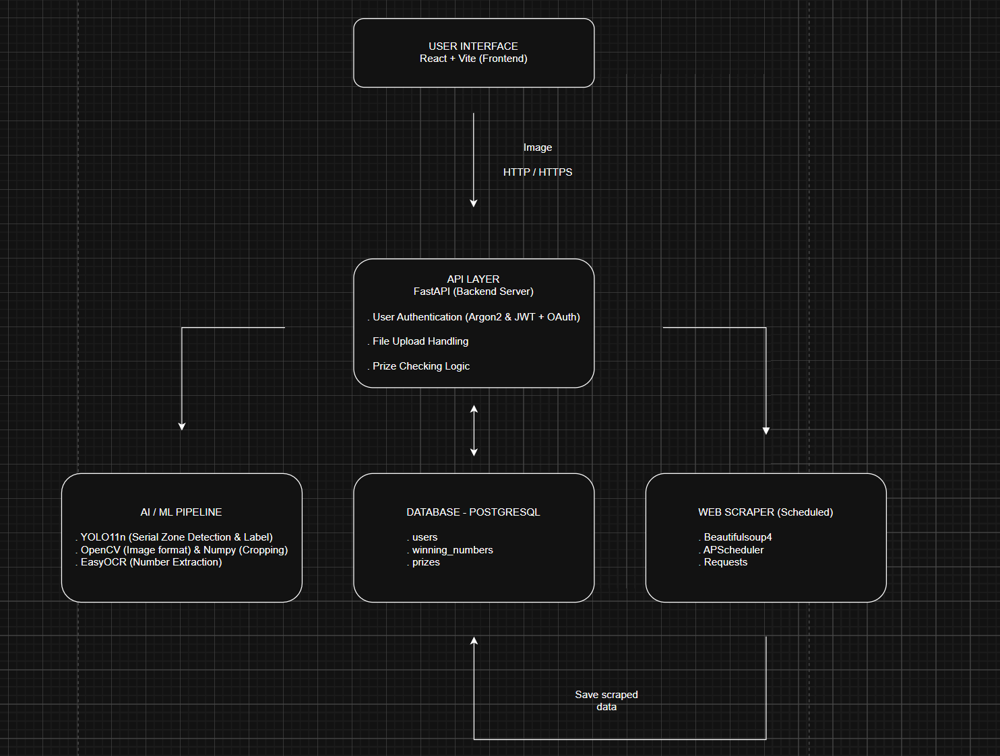 USER INTERFACE
React + Vite (Frontend)
Image
HTTP / HTTPS
API LAYER
FastAPI (Backend Server)
. User Authentication (Argon2 & JWT + OAuth)
. File Upload Handling
. Prize Checking Logic
AI / ML PIPELINE
. YOLO11n (Serial Zone Detection & Label)
. OpenCV (Image format) & Numpy (Cropping)
. EasyOCR (Number Extraction)
DATABASE - POSTGRESQL
. users
. winning_numbers
. prizes
WEB SCRAPER (Scheduled)
. Beautifulsoup4
. APScheduler
. Requests
Save scraped
data